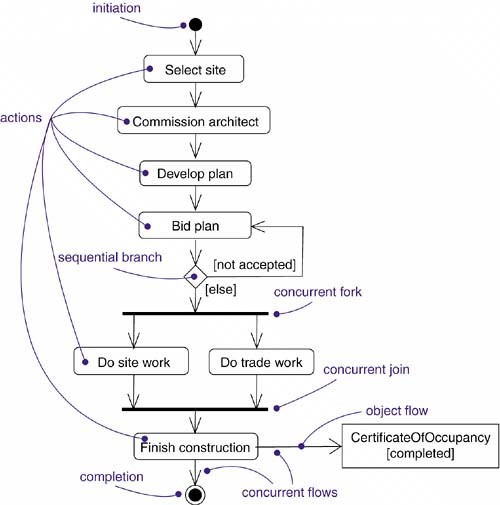 initiation
Select site
actions
Commission architect
Develop plan
Bid plan
sequential branch
[not accepted]
[else]
concurrent fork
Do site work
Do trade work
concurrent join
object flow
Finish construction
CertificateOfOccupancy
[completed]
completion
concurrent flows